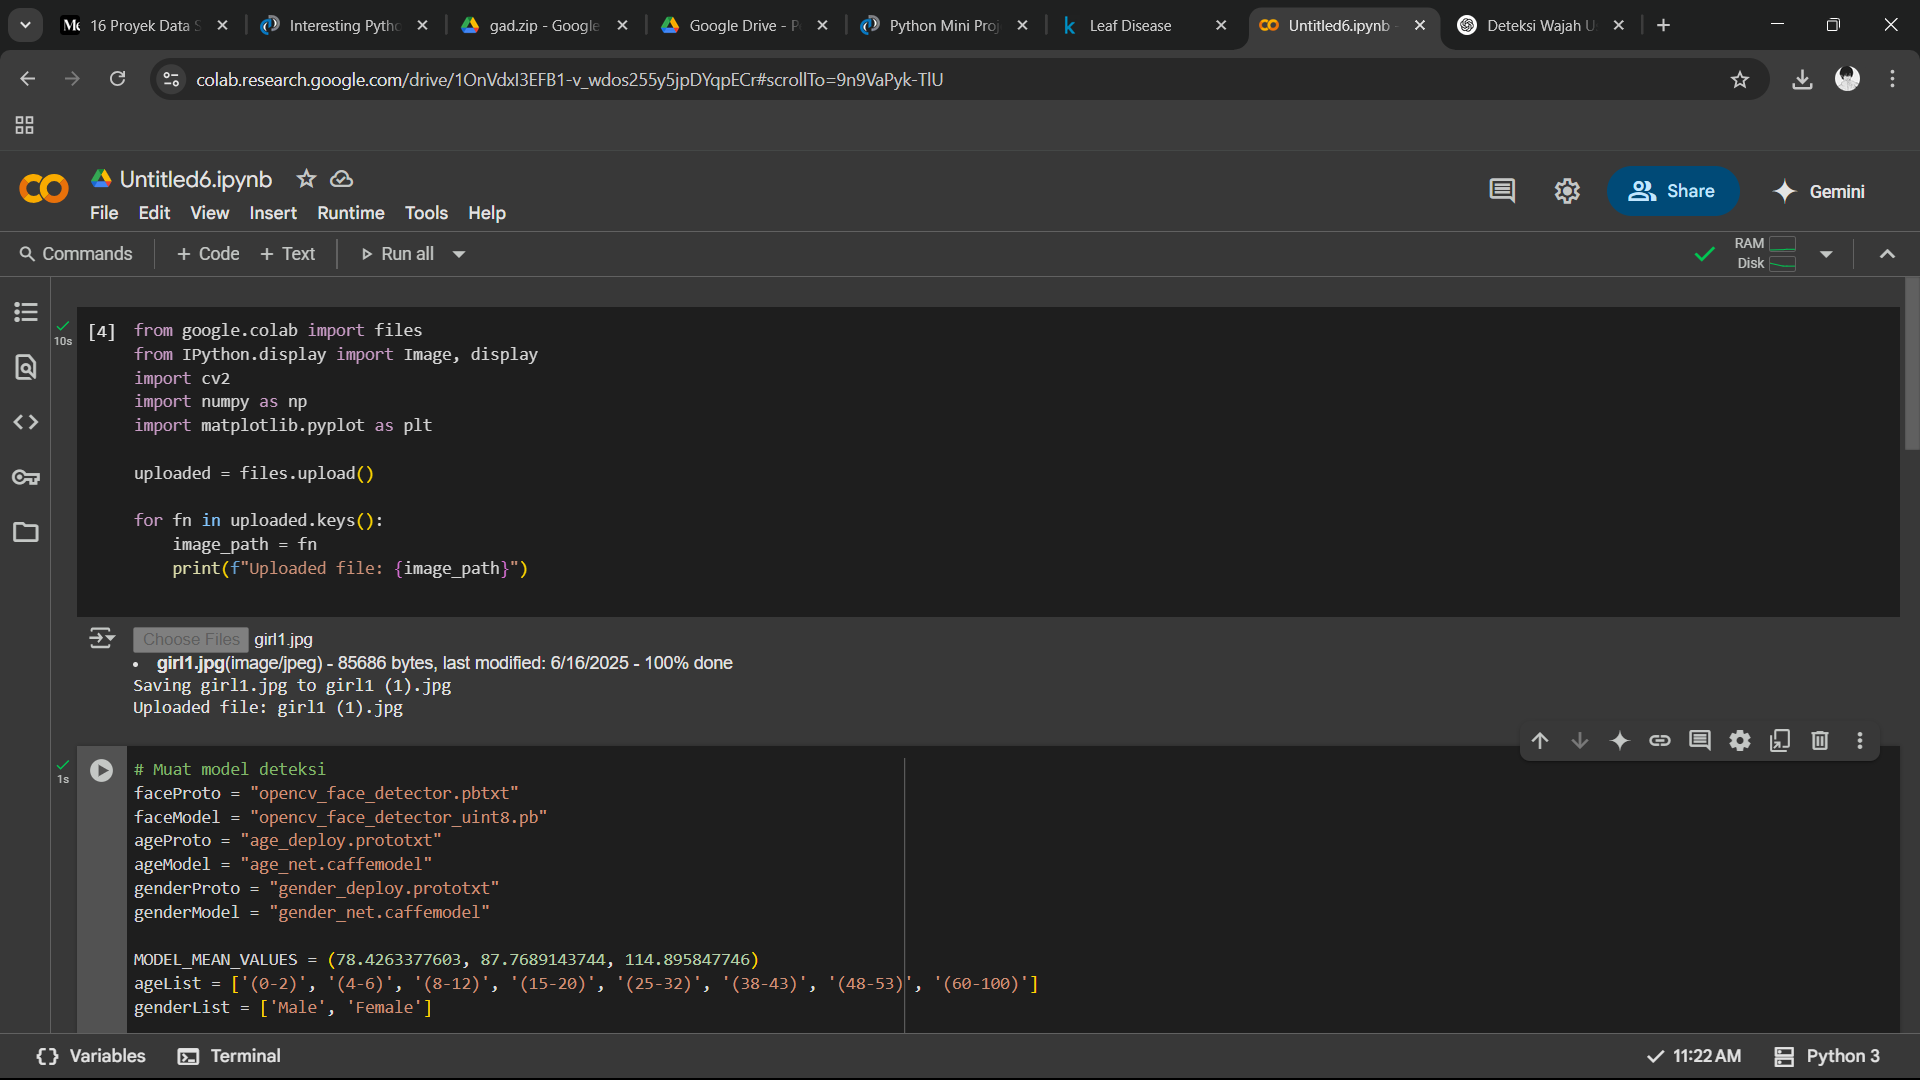 16 Proyek Data S
Interesting Pytho
gad.zip - Google
Google Drive - P
Python Mini Proj
Leaf Disease
Untitled6.ipynb -
Deteksi Wajah U
colab.research.google.com/drive/1OnVdxI3EFB1-v_wdos255y5jpDYqpECr#scrollTo=9n9VaPyk-TlU
Untitled6.ipynb
File Edit View Insert Runtime Tools Help
Share
Gemini
Commands + Code + Text Run all
RAM
Disk
10s
[4] from google.colab import files
from IPython.display import Image, display
import cv2
import numpy as np
import matplotlib.pyplot as plt
uploaded = files.upload()
for fn in uploaded.keys():
image_path = fn
print(f"Uploaded file: {image_path}")
Choose Files girl1.jpg
• girl1.jpg(image/jpeg) - 85686 bytes, last modified: 6/16/2025 - 100% done
Saving girl1.jpg to girl1 (1).jpg
Uploaded file: girl1 (1).jpg
1s
# Muat model deteksi
faceProto = "opencv_face_detector.pbtxt"
faceModel = "opencv_face_detector_uint8.pb"
ageProto = "age_deploy.prototxt"
ageModel = "age_net.caffemodel"
genderProto = "gender_deploy.prototxt"
genderModel = "gender_net.caffemodel"
MODEL_MEAN_VALUES = (78.4263377603, 87.7689143744, 114.895847746)
ageList = ['(0-2)', '(4-6)', '(8-12)', '(15-20)', '(25-32)', '(38-43)', '(48-53)', '(60-100)']
genderList = ['Male', 'Female']
Variables
Terminal
11:22 AM
Python 3